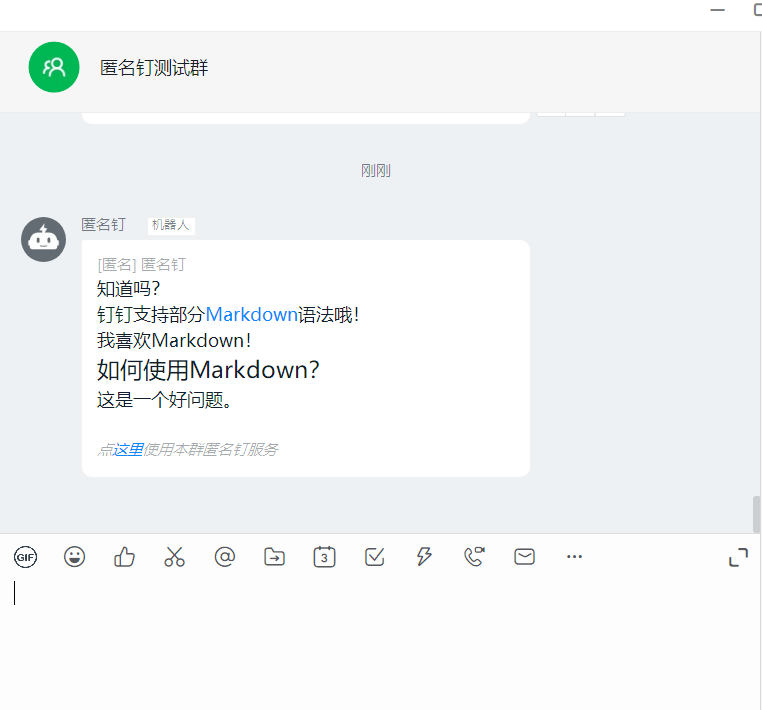 匿名钉测试群
刚刚
匿名钉 机器人
[匿名] 匿名钉
知道吗？
钉钉支持部分Markdown语法哦！
我喜欢Markdown！
如何使用Markdown？
这是一个好问题。
点这里使用本群匿名钉服务
GIF
@
3